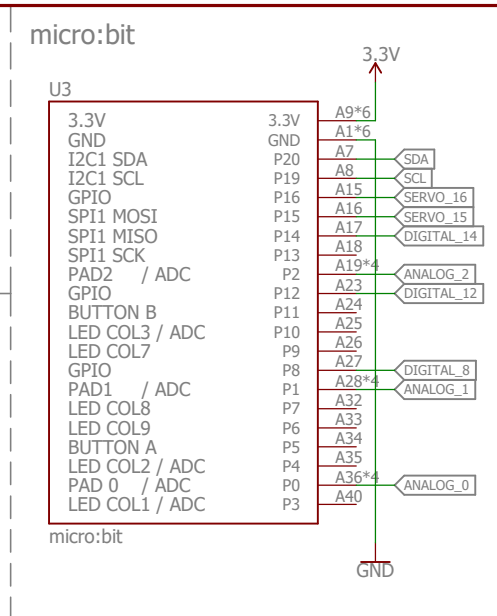 micro:bit
3.3V
U3
3.3V 3.3V A9*6
GND GND A1*6
I2C1 SDA P20 A7 SDA
I2C1 SCL P19 A8 SCL
GPIO P16 A15 SERVO_16
SPI1 MOSI P15 A16 SERVO_15
SPI1 MISO P14 A17 DIGITAL_14
SPI1 SCK P13 A18
PAD2 / ADC P2 A19*4 ANALOG_2
GPIO P12 A23 DIGITAL_12
BUTTON B P11 A24
LED COL3 / ADC P10 A25
LED COL7 P9 A26
GPIO P8 A27 DIGITAL_8
PAD1 / ADC P1 A28*4 ANALOG_1
LED COL8 P7 A32
LED COL9 P6 A33
BUTTON A P5 A34
LED COL2 / ADC P4 A35
PAD 0 / ADC P0 A36*4 ANALOG_0
LED COL1 / ADC P3 A40
micro:bit
GND